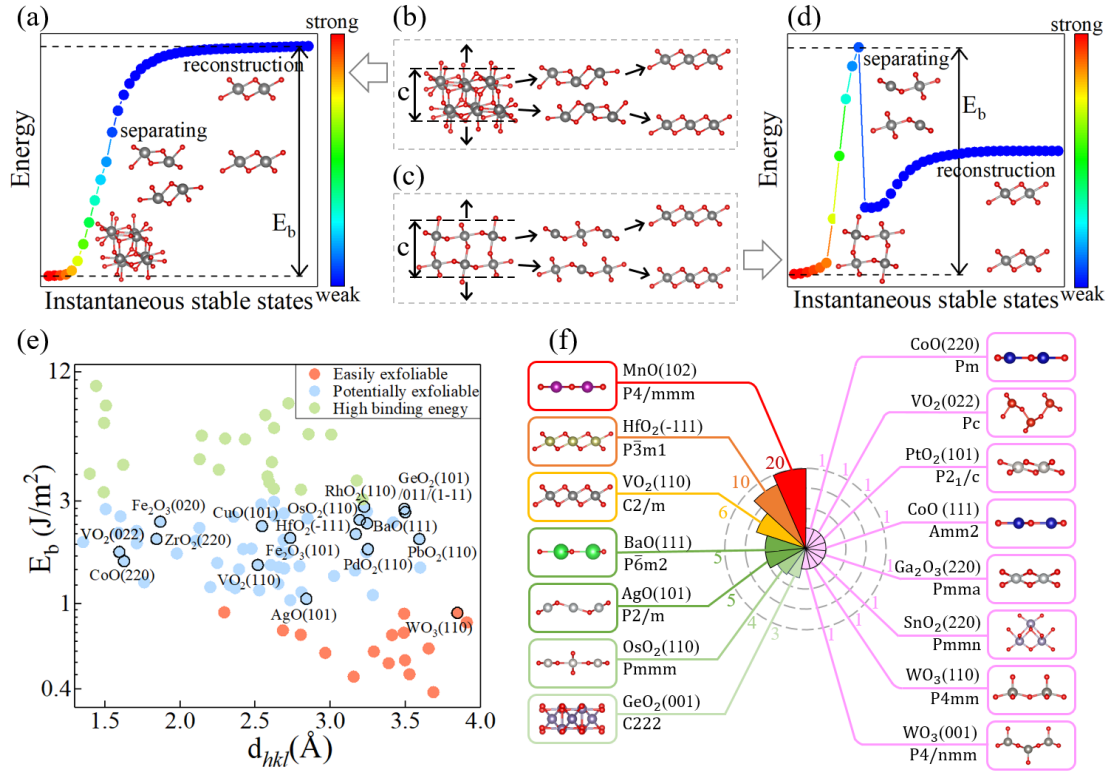 (a)
strong
reconstruction
separating
E_b
Energy
Instantaneous stable states
weak
(b)
c
(c)
c
(d)
strong
separating
E_b
reconstruction
Energy
Instantaneous stable states
weak
(e)
12
3
1
0.4
E_b (J/m²)
Easily exfoliable
Potentially exfoliable
High binding enegy
GeO₂(101)
/011/(1-11)
RhO₂(110)
OsO₂(110)
Fe₂O₃(020)
CuO(101)
HfO₂(-111)
BaO(111)
VO₂(022)
ZrO₂(220)
Fe₂O₃(101)
PbO₂(110)
CoO(220)
VO₂(110)
PdO₂(110)
AgO(101)
WO₃(110)
1.5
2.0
2.5
3.0
3.5
4.0
d_hkl(Å)
(f)
MnO(102)
P4/mmm
HfO₂(-111)
P3̅m1
VO₂(110)
C2/m
BaO(111)
P6̅m2
AgO(101)
P2/m
OsO₂(110)
Pmmm
GeO₂(001)
C222
20
10
6
5
5
4
3
1
1
1
1
1
1
1
1
CoO(220)
Pm
VO₂(022)
Pc
PtO₂(101)
P2₁/c
CoO (111)
Amm2
Ga₂O₃(220)
Pmma
SnO₂(220)
Pmmn
WO₃(110)
P4mm
WO₃(001)
P4/nmm